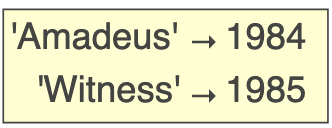 'Amadeus' → 1984
'Witness' → 1985